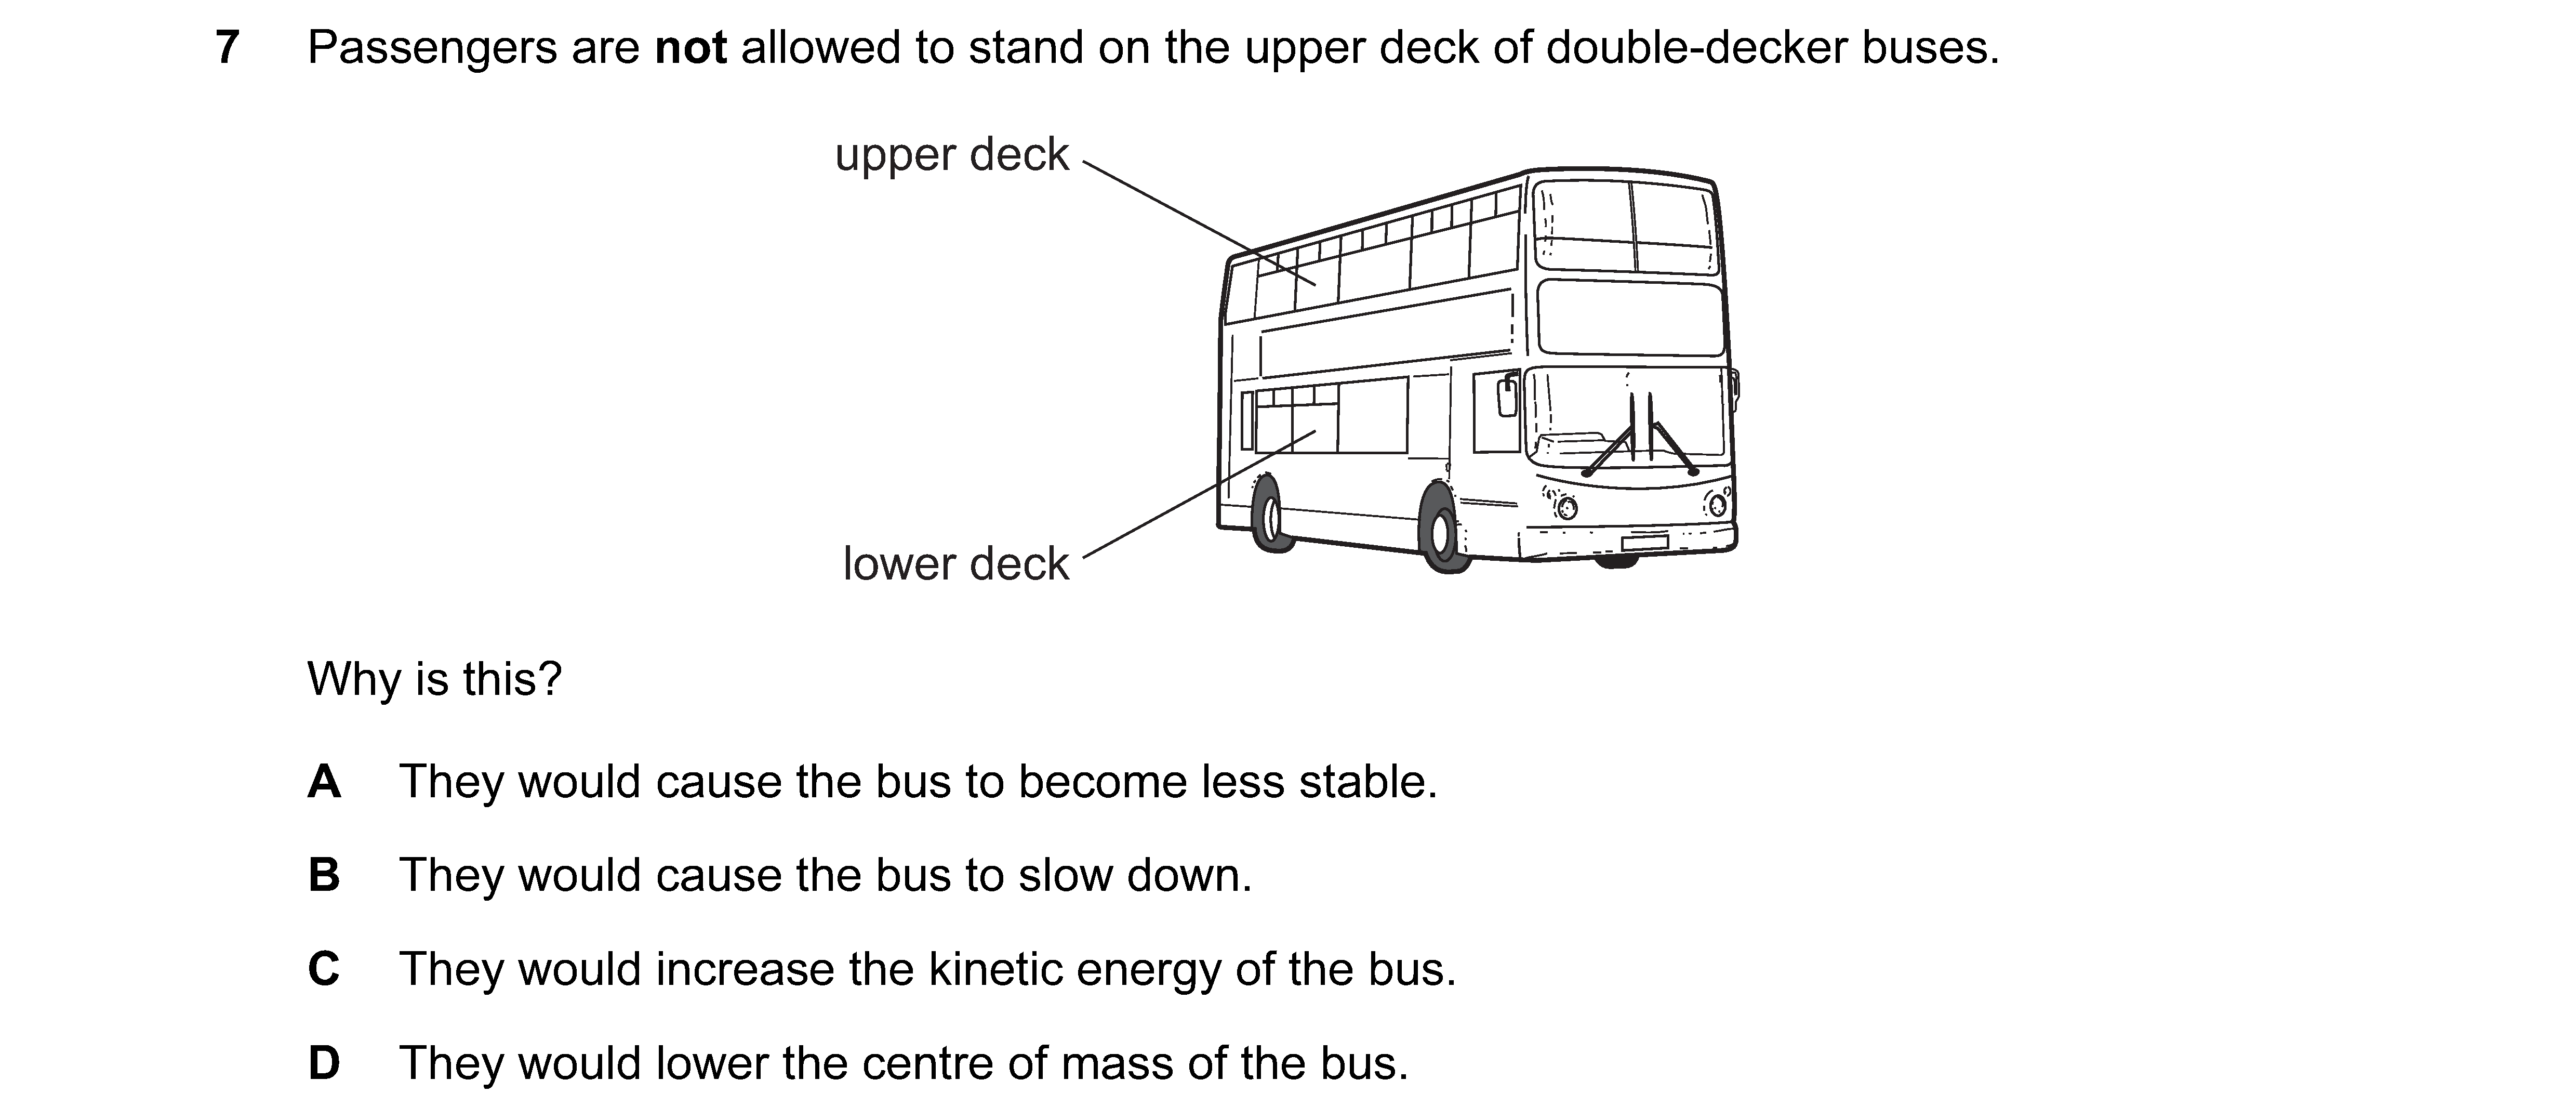 7 Passengers are not allowed to stand on the upper deck of double-decker buses.
upper deck
lower deck
Why is this?
A They would cause the bus to become less stable.
B They would cause the bus to slow down.
C They would increase the kinetic energy of the bus.
D They would lower the centre of mass of the bus.